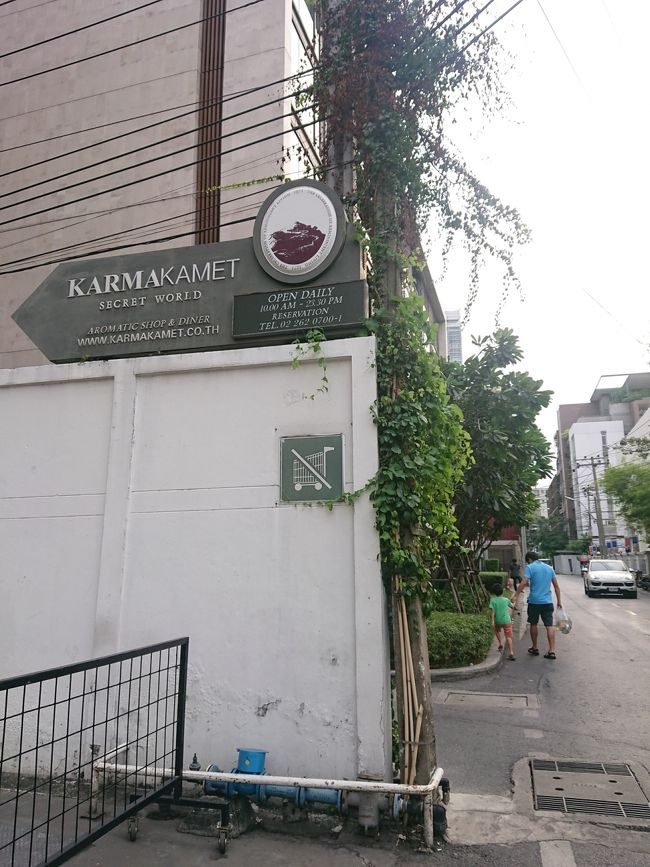 KARMAKAMET
SECRET WORLD
AROMATIC SHOP & DINER
WWW.KARMAKAMET.CO.TH
OPEN DAILY
10.00 AM - 23.30 PM
RESERVATION
TEL. 02 262 0700-1